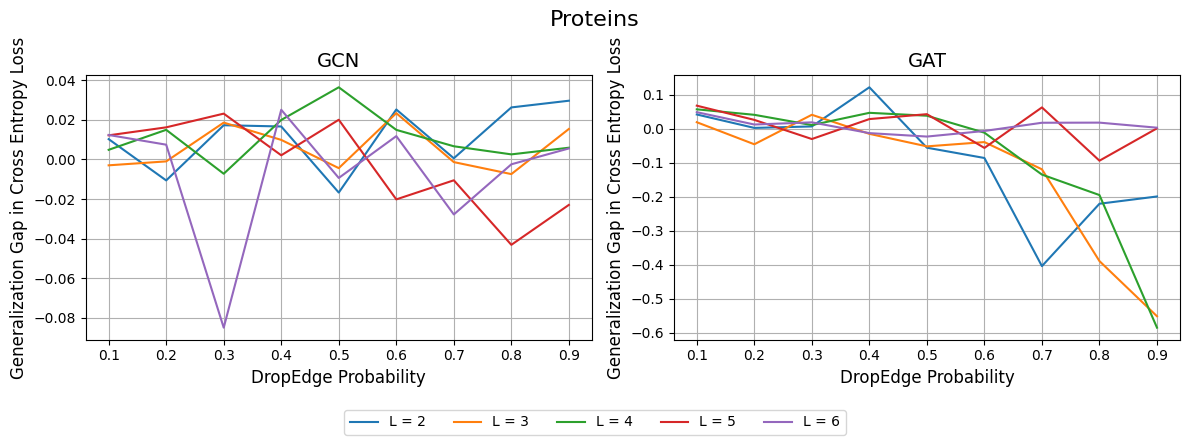 Proteins
GCN
Generalization Gap in Cross Entropy Loss
0.04
0.02
0.00
−0.02
−0.04
−0.06
−0.08
0.1 0.2 0.3 0.4 0.5 0.6 0.7 0.8 0.9
DropEdge Probability
GAT
Generalization Gap in Cross Entropy Loss
0.1
0.0
−0.1
−0.2
−0.3
−0.4
−0.5
−0.6
0.1 0.2 0.3 0.4 0.5 0.6 0.7 0.8 0.9
DropEdge Probability
L = 2 L = 3 L = 4 L = 5 L = 6